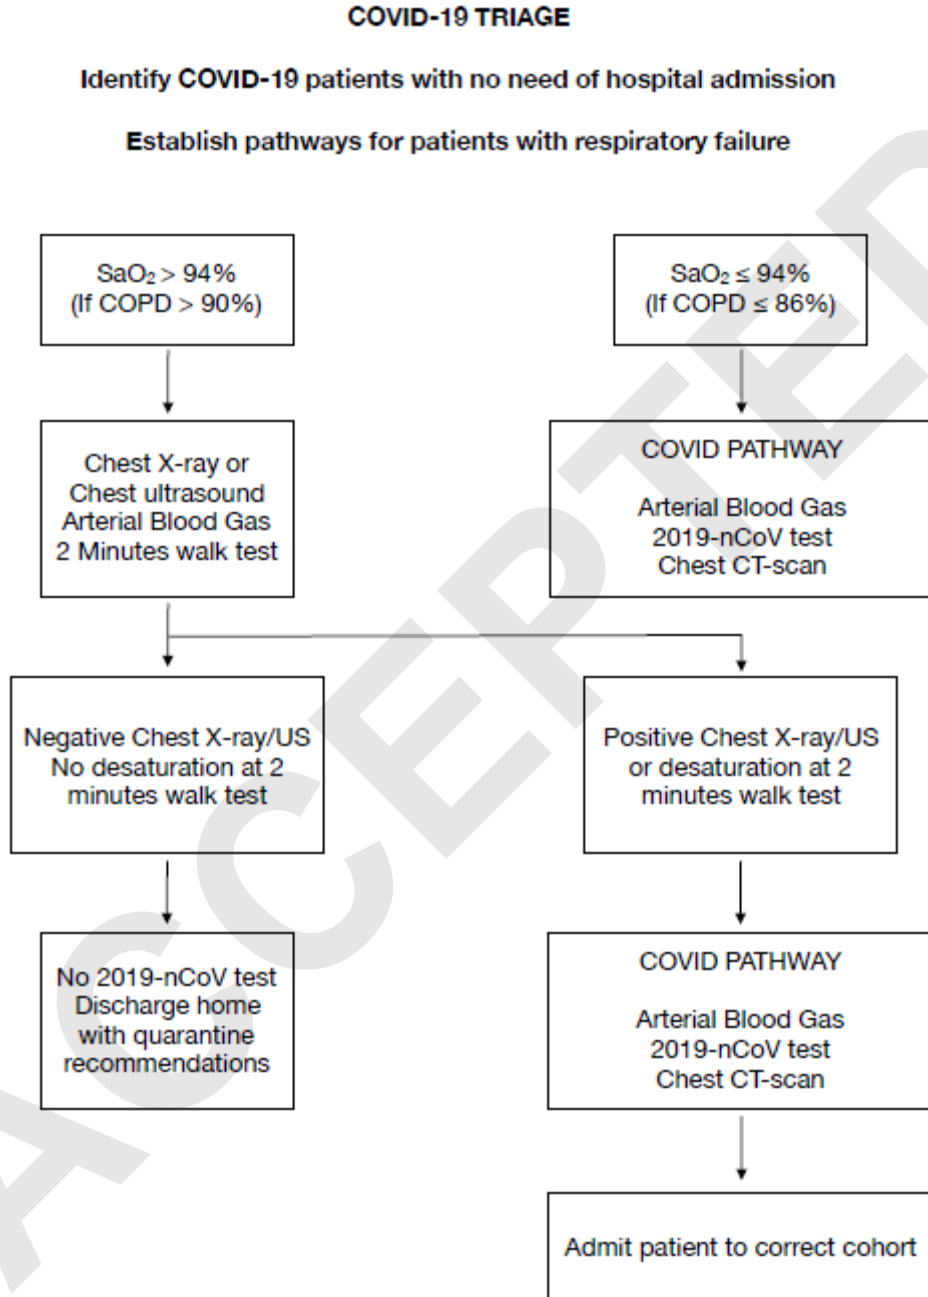 COVID-19 TRIAGE
Identify COVID-19 patients with no need of hospital admission
Establish pathways for patients with respiratory failure
SaO₂ > 94%
(If COPD > 90%)
SaO₂ ≤ 94%
(If COPD ≤ 86%)
Chest X-ray or
Chest ultrasound
Arterial Blood Gas
2 Minutes walk test
COVID PATHWAY
Arterial Blood Gas
2019-nCoV test
Chest CT-scan
Negative Chest X-ray/US
No desaturation at 2
minutes walk test
Positive Chest X-ray/US
or desaturation at 2
minutes walk test
No 2019-nCoV test
Discharge home
with quarantine
recommendations
COVID PATHWAY
Arterial Blood Gas
2019-nCoV test
Chest CT-scan
Admit patient to correct cohort
ACCEPTED